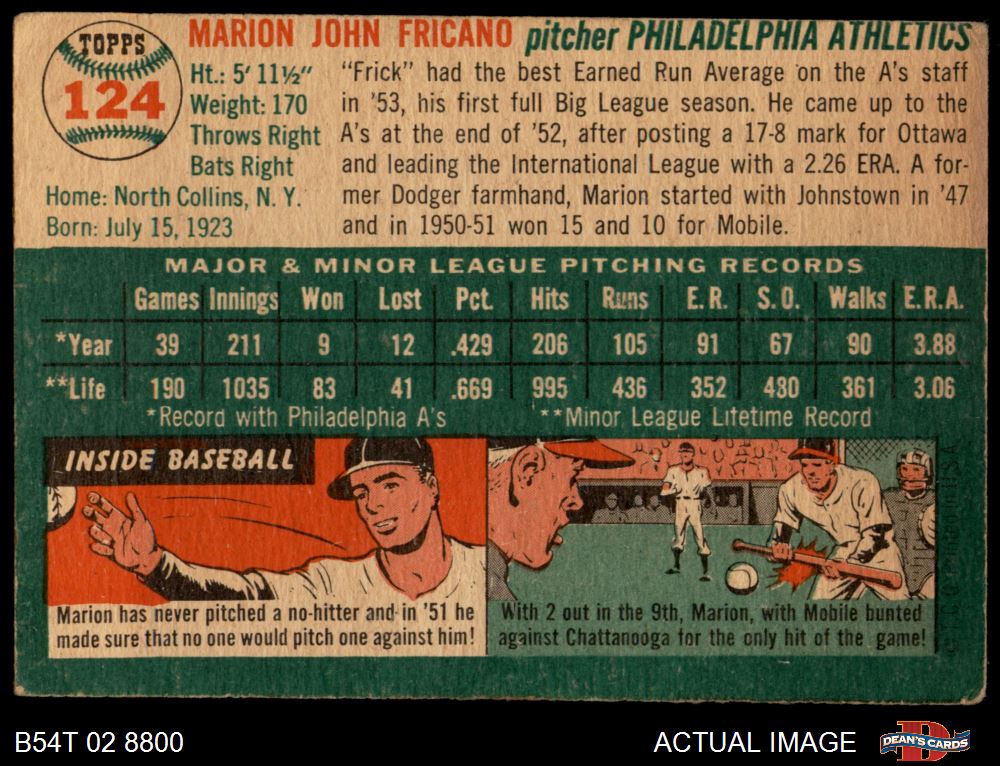 TOPPS
124
MARION JOHN FRICANO pitcher PHILADELPHIA ATHLETICS
Ht.: 5' 11½"
Weight: 170
Throws Right
Bats Right
Home: North Collins, N. Y.
Born: July 15, 1923
"Frick" had the best Earned Run Average on the A's staff
in '53, his first full Big League season. He came up to the
A's at the end of '52, after posting a 17-8 mark for Ottawa
and leading the International League with a 2.26 ERA. A for-
mer Dodger farmhand, Marion started with Johnstown in '47
and in 1950-51 won 15 and 10 for Mobile.
MAJOR & MINOR LEAGUE PITCHING RECORDS
Games Innings Won Lost Pct. Hits Runs E.R. S.O. Walks E.R.A.
*Year 39 211 9 12 .429 206 105 91 67 90 3.88
**Life 190 1035 83 41 .669 995 436 352 480 361 3.06
*Record with Philadelphia A's **Minor League Lifetime Record
INSIDE BASEBALL
Marion has never pitched a no-hitter and in '51 he
made sure that no one would pitch one against him!
With 2 out in the 9th, Marion, with Mobile bunted
against Chattanooga for the only hit of the game!
B54T 02 8800
ACTUAL IMAGE
DEAN'S CARDS